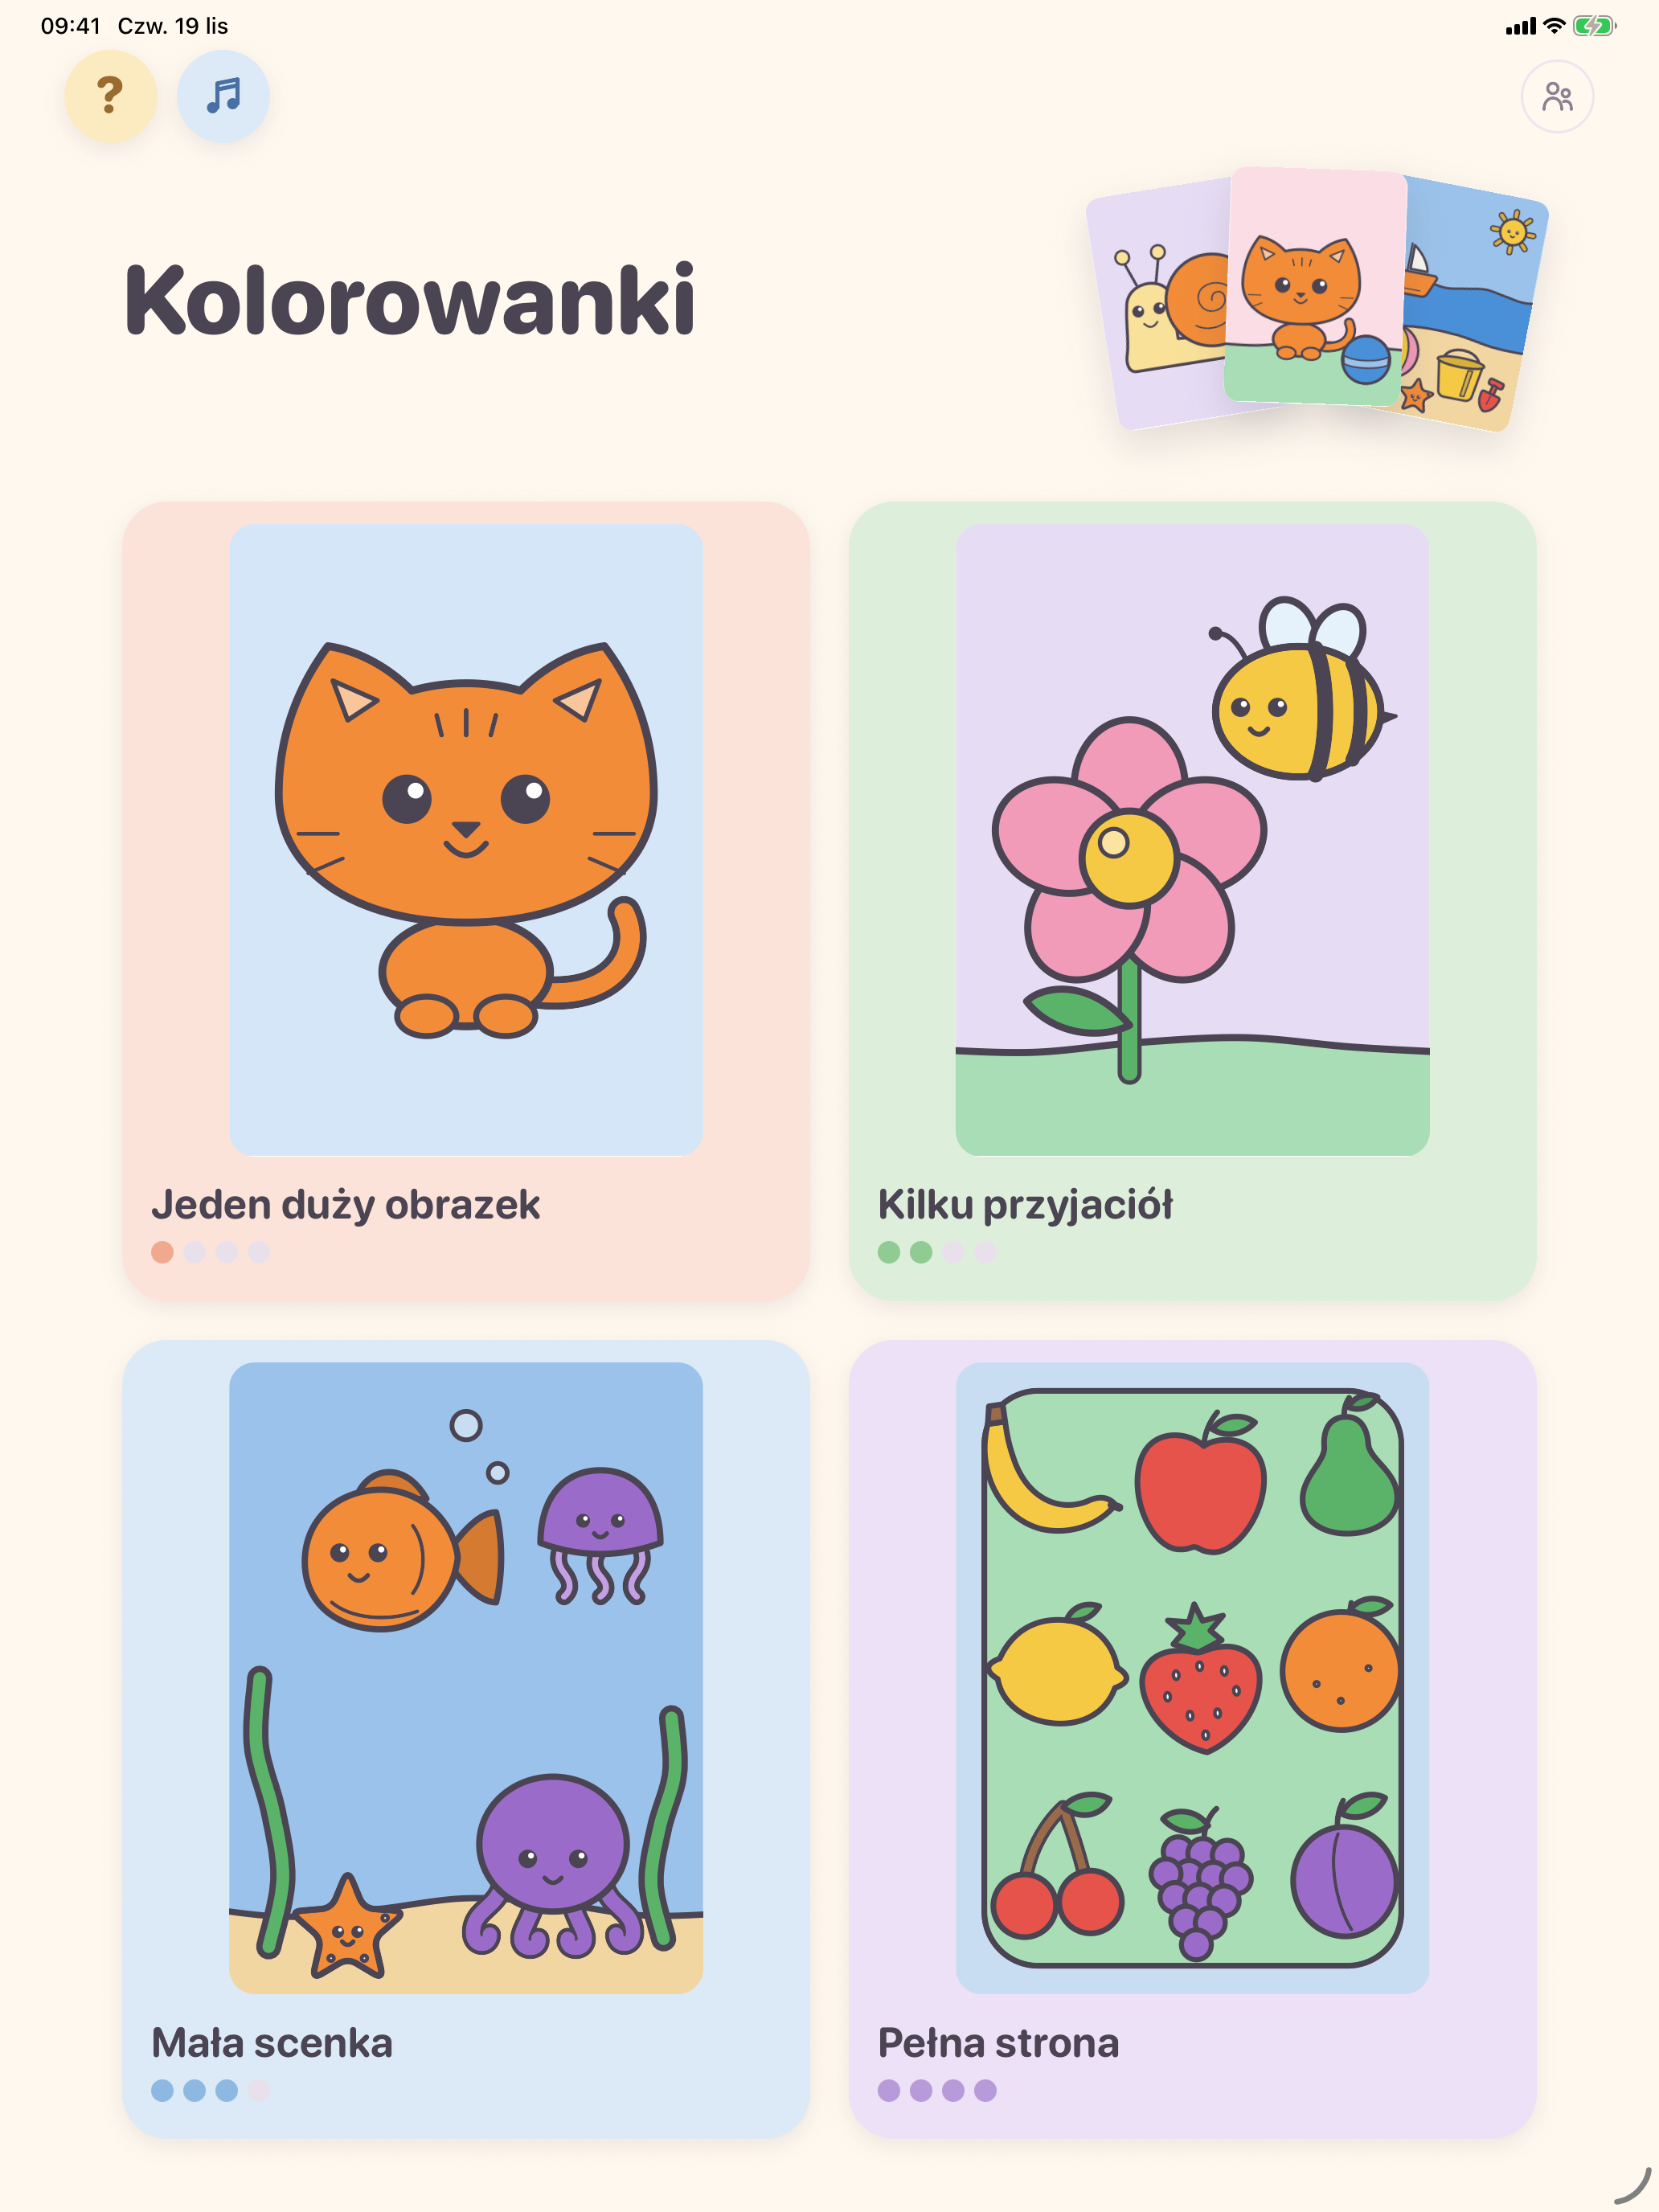 09:41 Czw. 19 lis
?
Kolorowanki
Jeden duży obrazek
Kilku przyjaciół
Mała scenka
Pełna strona